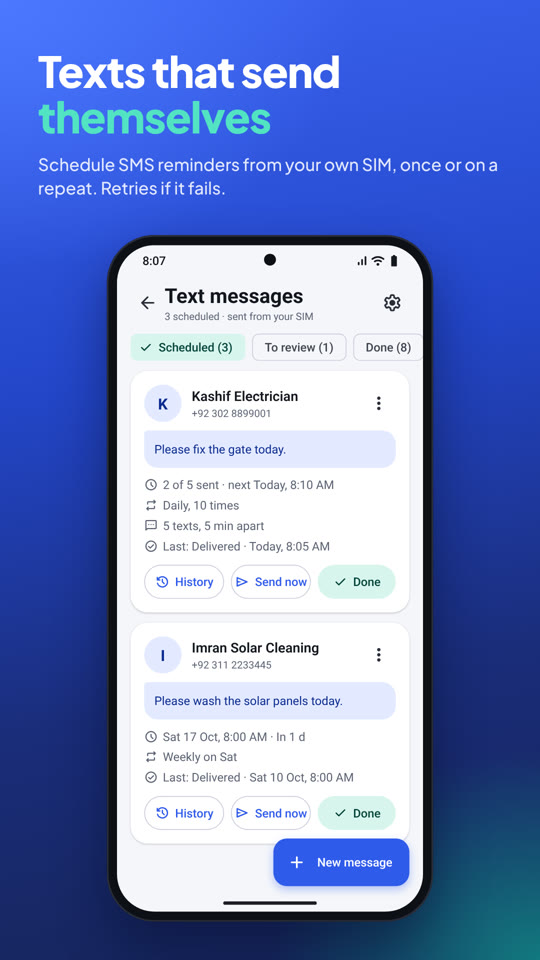 Texts that send
themselves
Schedule SMS reminders from your own SIM, once or on a
repeat. Retries if it fails.
8:07
Text messages
3 scheduled · sent from your SIM
Scheduled (3)
To review (1)
Done (8)
K
Kashif Electrician
+92 302 8899001
Please fix the gate today.
2 of 5 sent · next Today, 8:10 AM
Daily, 10 times
5 texts, 5 min apart
Last: Delivered · Today, 8:05 AM
History
Send now
Done
I
Imran Solar Cleaning
+92 311 2233445
Please wash the solar panels today.
Sat 17 Oct, 8:00 AM · In 1 d
Weekly on Sat
Last: Delivered · Sat 10 Oct, 8:00 AM
History
Send now
Done
New message